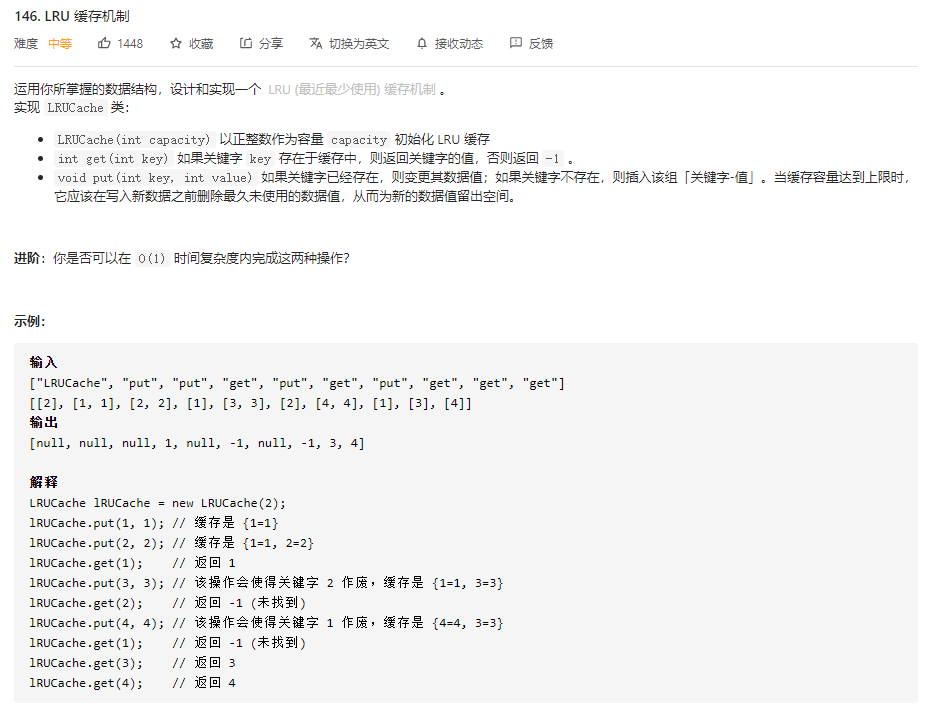 146. LRU 缓存机制
难度 中等 1448 收藏 分享 切换为英文 接收动态 反馈
运用你所掌握的数据结构，设计和实现一个 LRU (最近最少使用) 缓存机制 。
实现 LRUCache 类：
LRUCache(int capacity) 以正整数作为容量 capacity 初始化 LRU 缓存
int get(int key) 如果关键字 key 存在于缓存中，则返回关键字的值，否则返回 -1 。
void put(int key, int value) 如果关键字已经存在，则变更其数据值；如果关键字不存在，则插入该组「关键字-值」。当缓存容量达到上限时，
它应该在写入新数据之前删除最久未使用的数据值，从而为新的数据值留出空间。
进阶：你是否可以在 O(1) 时间复杂度内完成这两种操作？
示例：
输入
["LRUCache", "put", "put", "get", "put", "get", "put", "get", "get", "get"]
[[2], [1, 1], [2, 2], [1], [3, 3], [2], [4, 4], [1], [3], [4]]
输出
[null, null, null, 1, null, -1, null, -1, 3, 4]
解释
LRUCache lRUCache = new LRUCache(2);
lRUCache.put(1, 1); // 缓存是 {1=1}
lRUCache.put(2, 2); // 缓存是 {1=1, 2=2}
lRUCache.get(1);    // 返回 1
lRUCache.put(3, 3); // 该操作会使得关键字 2 作废，缓存是 {1=1, 3=3}
lRUCache.get(2);    // 返回 -1 (未找到)
lRUCache.put(4, 4); // 该操作会使得关键字 1 作废，缓存是 {4=4, 3=3}
lRUCache.get(1);    // 返回 -1 (未找到)
lRUCache.get(3);    // 返回 3
lRUCache.get(4);    // 返回 4